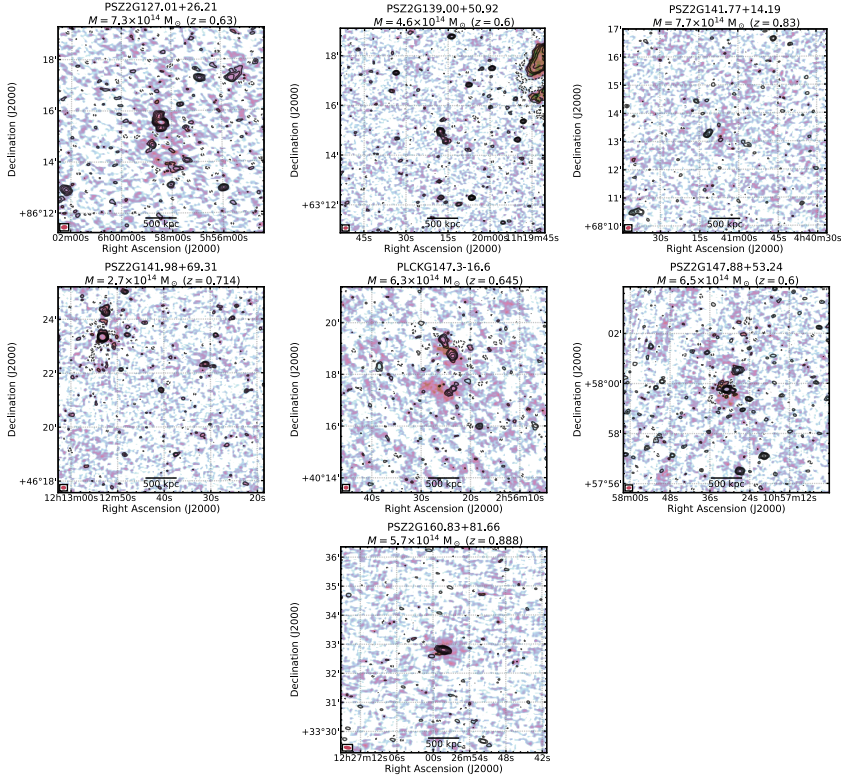 PSZ2G127.01+26.21
M = 7.3×10¹⁴ M☉ (z = 0.63)
Declination (J2000)
18'
16'
14'
+86°12'
500 kpc
02m00s 6h00m00s 58m00s 5h56m00s
Right Ascension (J2000)
PSZ2G139.00+50.92
M = 4.6×10¹⁴ M☉ (z = 0.6)
Declination (J2000)
18'
16'
14'
+63°12'
500 kpc
45s 30s 15s 20m00s 11h19m45s
Right Ascension (J2000)
PSZ2G141.77+14.19
M = 7.7×10¹⁴ M☉ (z = 0.83)
Declination (J2000)
17'
16'
15'
14'
13'
12'
11'
+68°10'
500 kpc
30s 15s 41m00s 45s 4h40m30s
Right Ascension (J2000)
PSZ2G141.98+69.31
M = 2.7×10¹⁴ M☉ (z = 0.714)
Declination (J2000)
24'
22'
20'
+46°18'
500 kpc
12h13m00s 12m50s 40s 30s 20s
Right Ascension (J2000)
PLCKG147.3-16.6
M = 6.3×10¹⁴ M☉ (z = 0.645)
Declination (J2000)
20'
18'
16'
+40°14'
500 kpc
40s 30s 20s 2h56m10s
Right Ascension (J2000)
PSZ2G147.88+53.24
M = 6.5×10¹⁴ M☉ (z = 0.6)
Declination (J2000)
02'
+58°00'
58'
+57°56'
500 kpc
58m00s 48s 36s 24s 10h57m12s
Right Ascension (J2000)
PSZ2G160.83+81.66
M = 5.7×10¹⁴ M☉ (z = 0.888)
Declination (J2000)
36'
35'
34'
33'
32'
31'
+33°30'
500 kpc
12h27m12s 06s 00s 26m54s 48s 42s
Right Ascension (J2000)